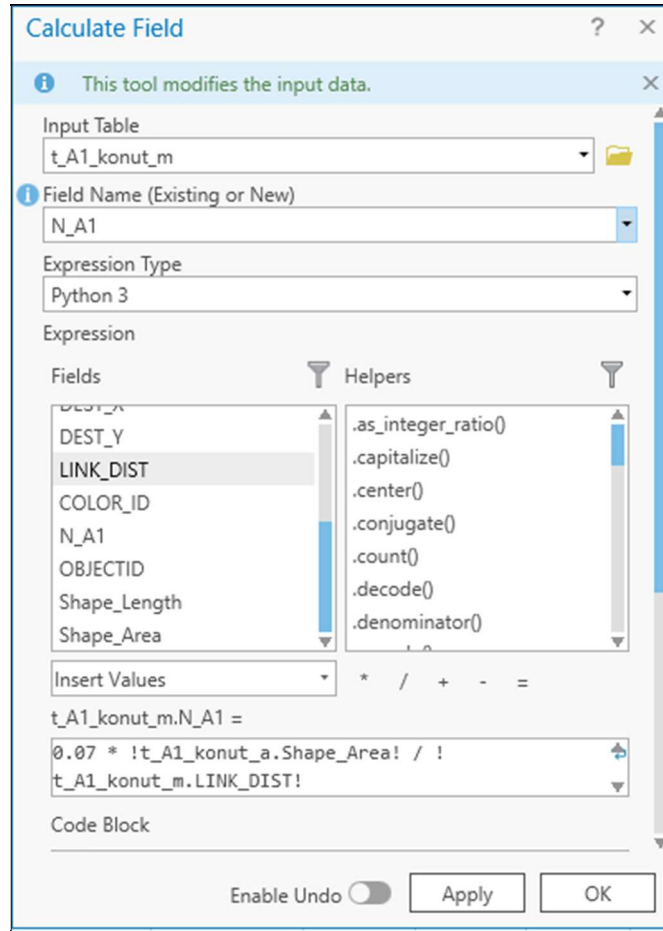 Calculate Field ? ×
This tool modifies the input data. ×
Input Table
t_A1_konut_m
Field Name (Existing or New)
N_A1
Expression Type
Python 3
Expression
Fields
DEST_X
DEST_Y
LINK_DIST
COLOR_ID
N_A1
OBJECTID
Shape_Length
Shape_Area
Helpers
.as_integer_ratio()
.capitalize()
.center()
.conjugate()
.count()
.decode()
.denominator()
Insert Values * / + - =
t_A1_konut_m.N_A1 =
0.07 * !t_A1_konut_a.Shape_Area! / !
t_A1_konut_m.LINK_DIST!
Code Block
Enable Undo Apply OK